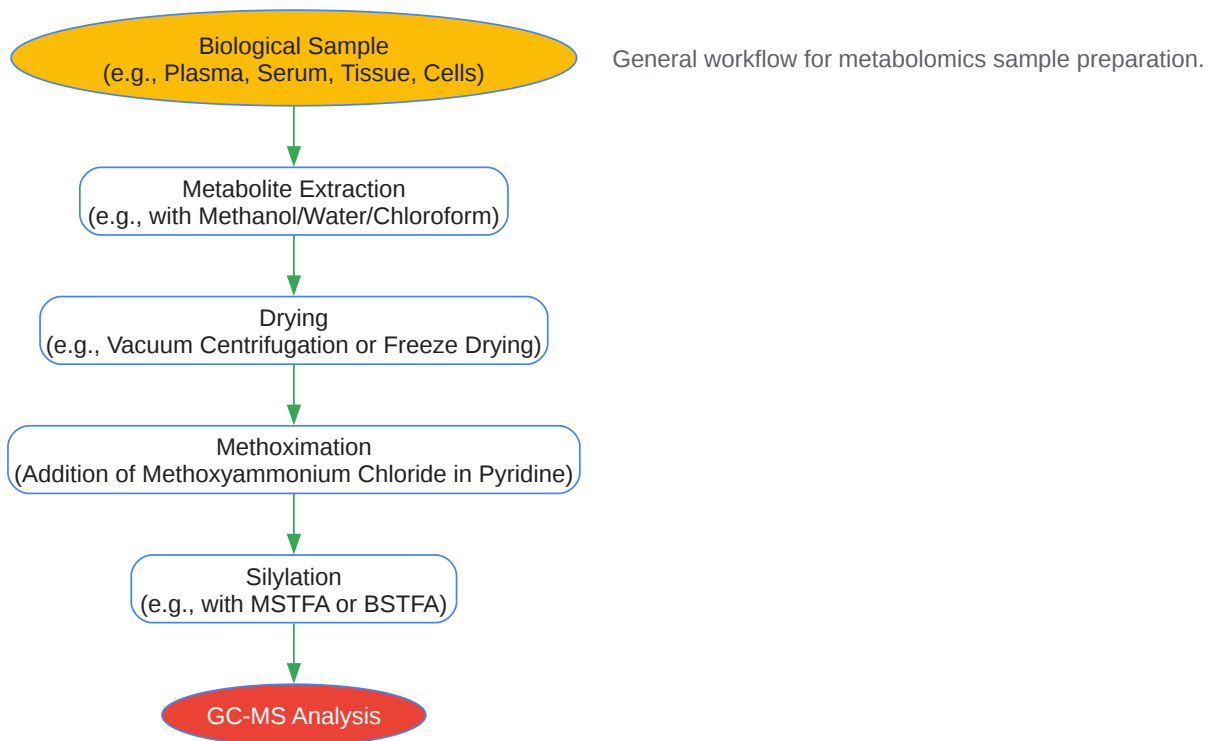 Biological Sample
(e.g., Plasma, Serum, Tissue, Cells)
General workflow for metabolomics sample preparation.
Metabolite Extraction
(e.g., with Methanol/Water/Chloroform)
Drying
(e.g., Vacuum Centrifugation or Freeze Drying)
Methoximation
(Addition of Methoxyammonium Chloride in Pyridine)
Silylation
(e.g., with MSTFA or BSTFA)
GC-MS Analysis